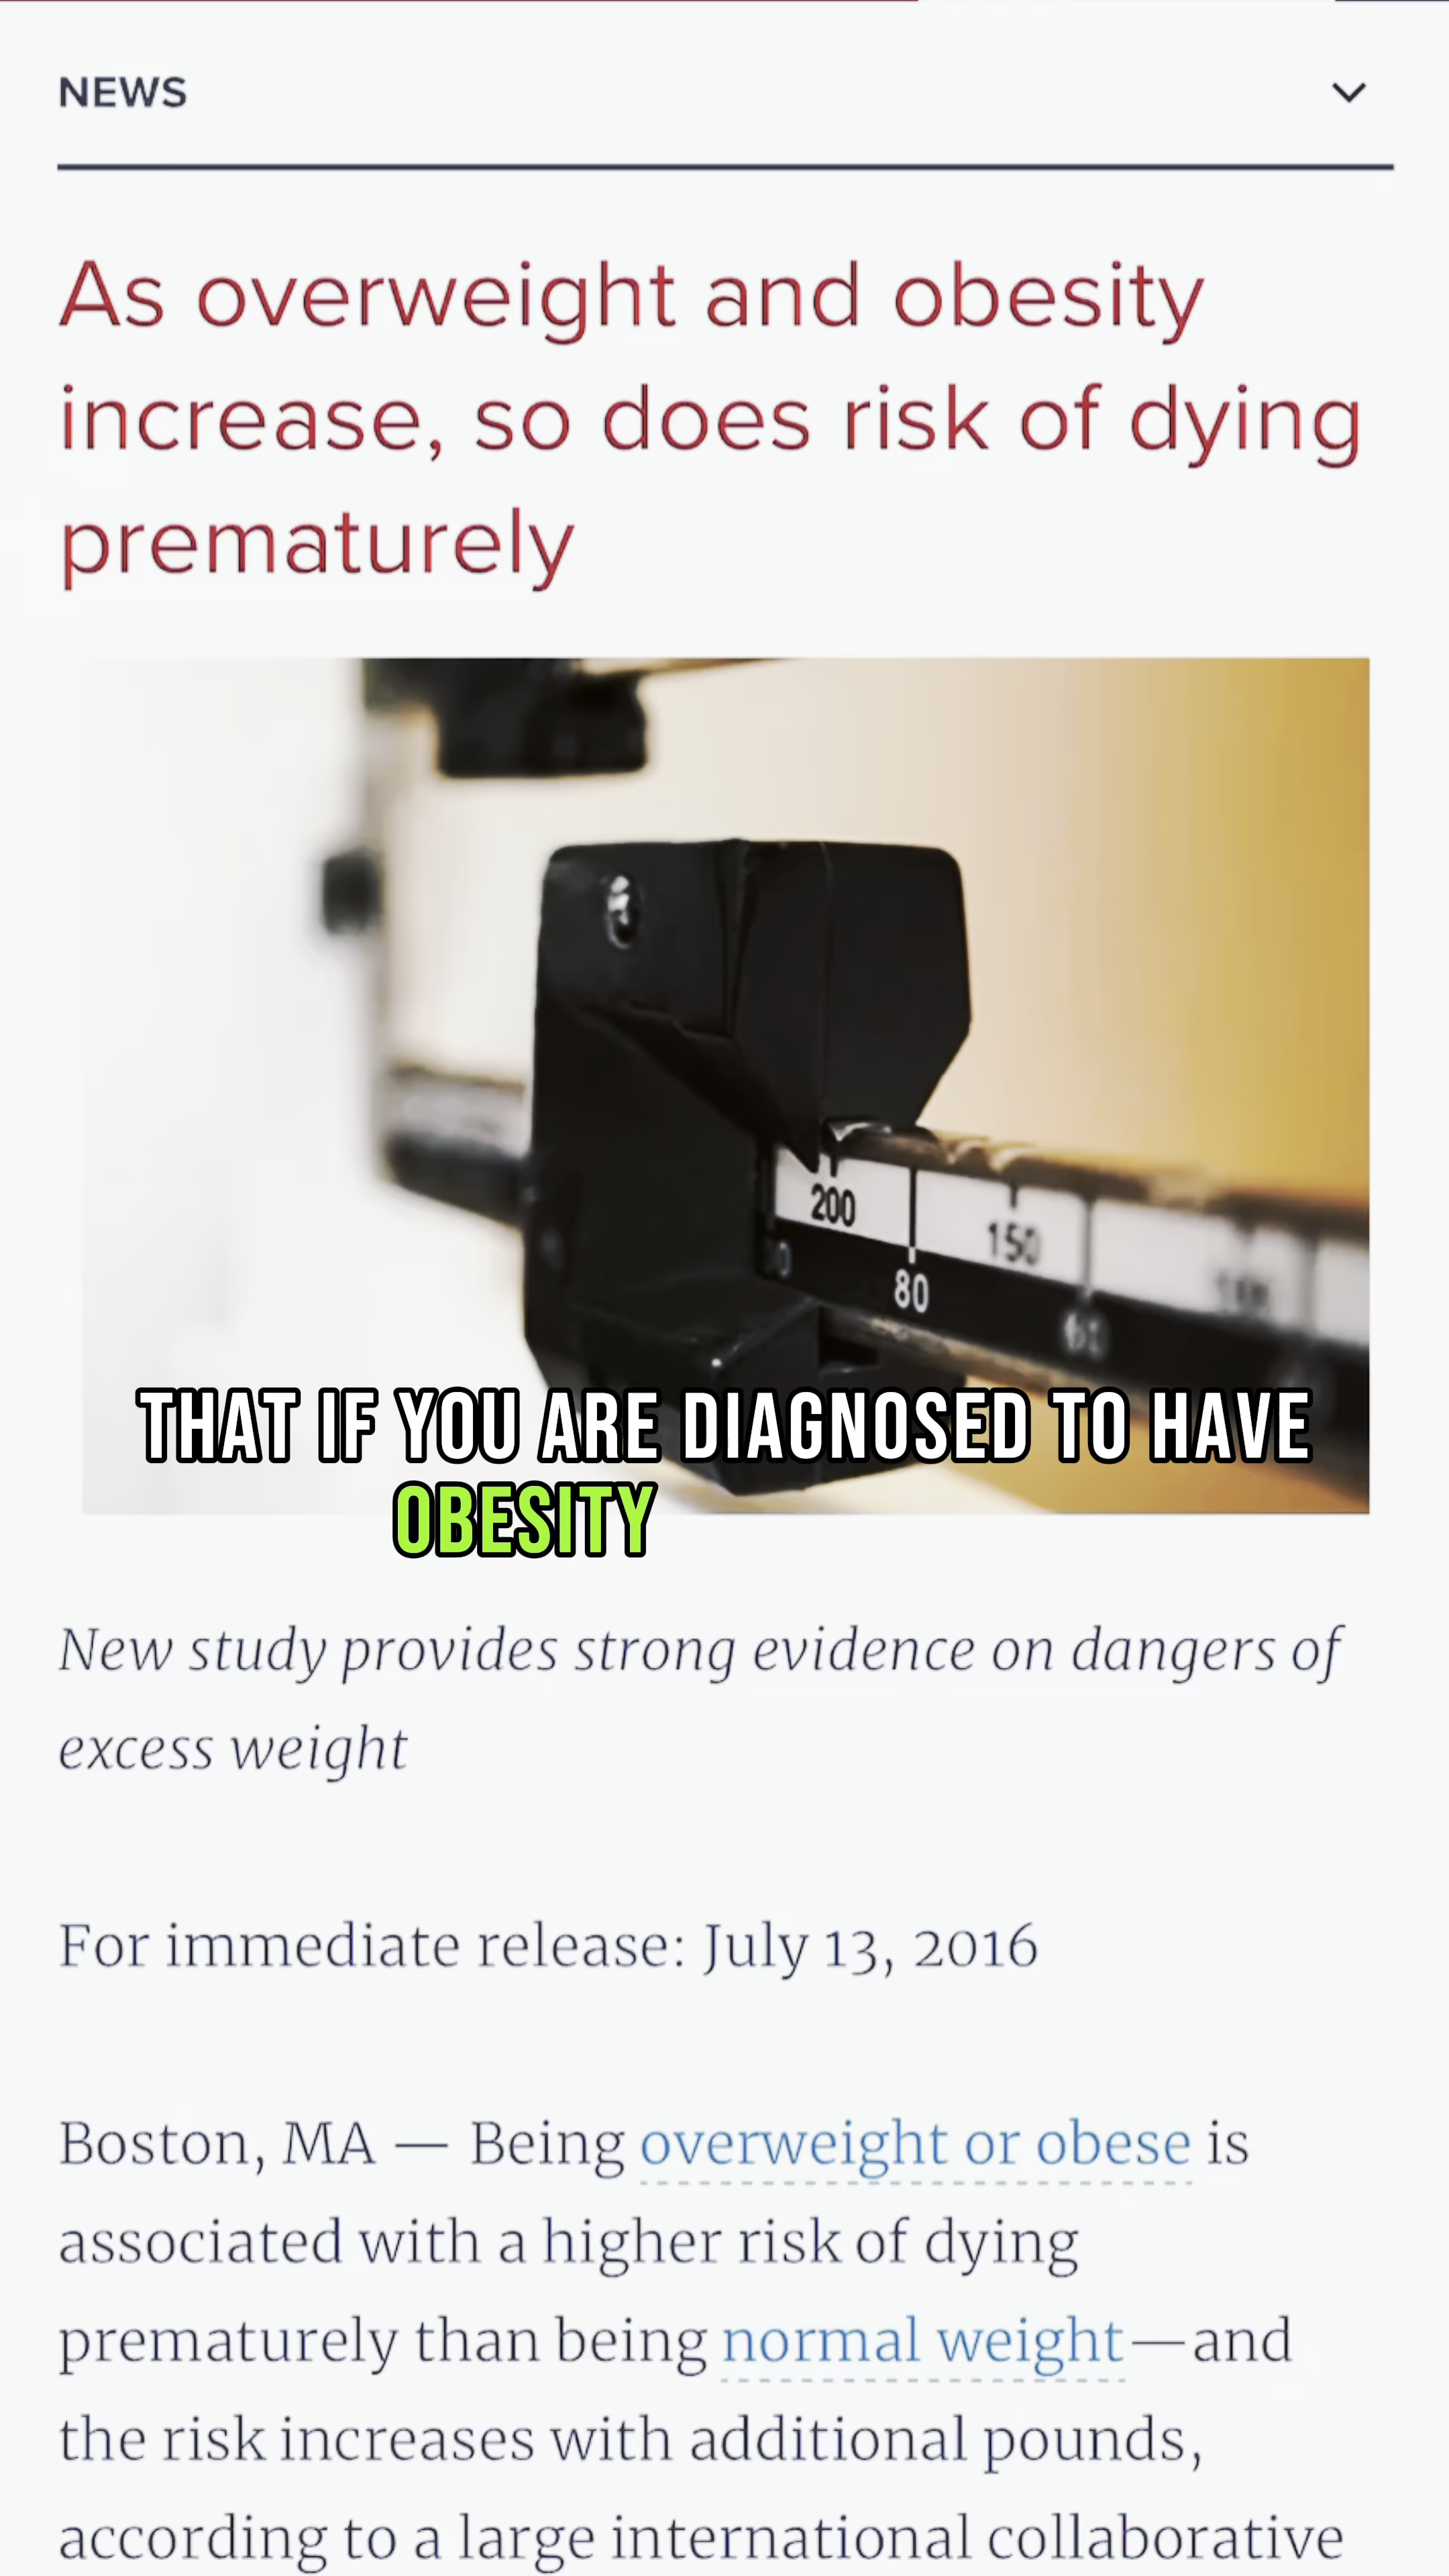 NEWS
As overweight and obesity
increase, so does risk of dying
prematurely
200
150
80
THAT IF YOU ARE DIAGNOSED TO HAVE
OBESITY
New study provides strong evidence on dangers of
excess weight
For immediate release: July 13, 2016
Boston, MA — Being overweight or obese is
associated with a higher risk of dying
prematurely than being normal weight—and
the risk increases with additional pounds,
according to a large international collaborative